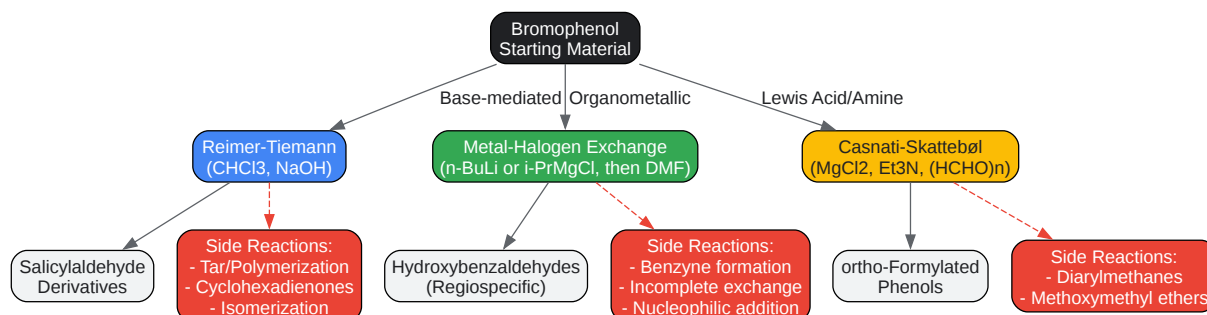 Bromophenol
Starting Material
Base-mediated
Organometallic
Lewis Acid/Amine
Reimer-Tiemann
(CHCl3, NaOH)
Metal-Halogen Exchange
(n-BuLi or i-PrMgCl, then DMF)
Casnati-Skattebøl
(MgCl2, Et3N, (HCHO)n)
Salicylaldehyde
Derivatives
Side Reactions:
- Tar/Polymerization
- Cyclohexadienones
- Isomerization
Hydroxybenzaldehydes
(Regiospecific)
Side Reactions:
- Benzyne formation
- Incomplete exchange
- Nucleophilic addition
ortho-Formylated
Phenols
Side Reactions:
- Diarylmethanes
- Methoxymethyl ethers